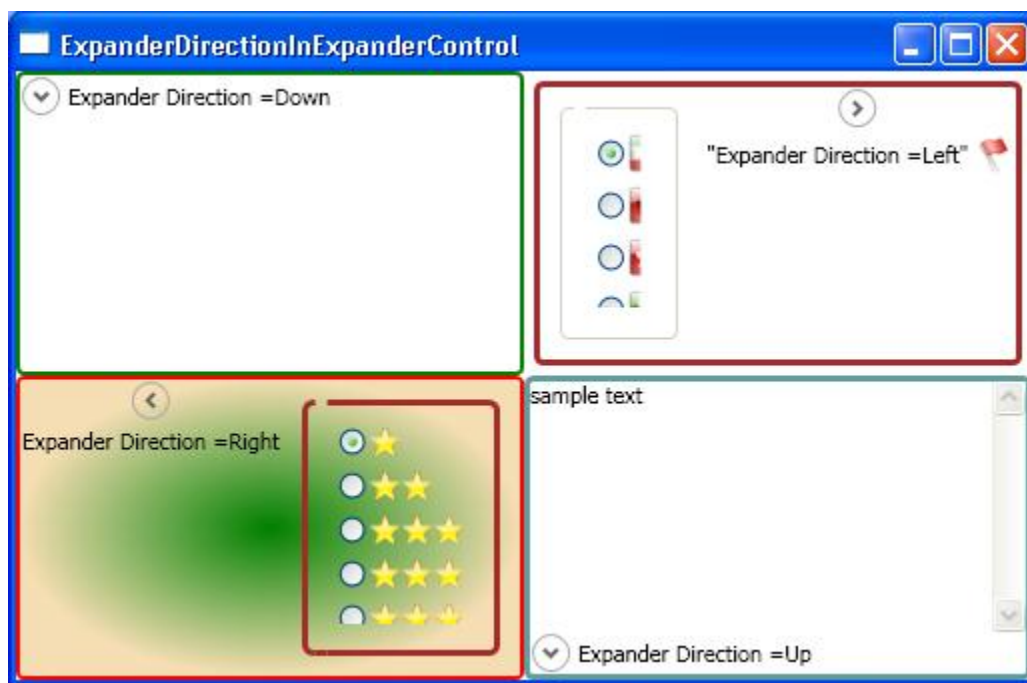 ExpanderDirectionInExpanderControl
Expander Direction =Down
"Expander Direction =Left"
Expander Direction =Right
sample text
Expander Direction =Up